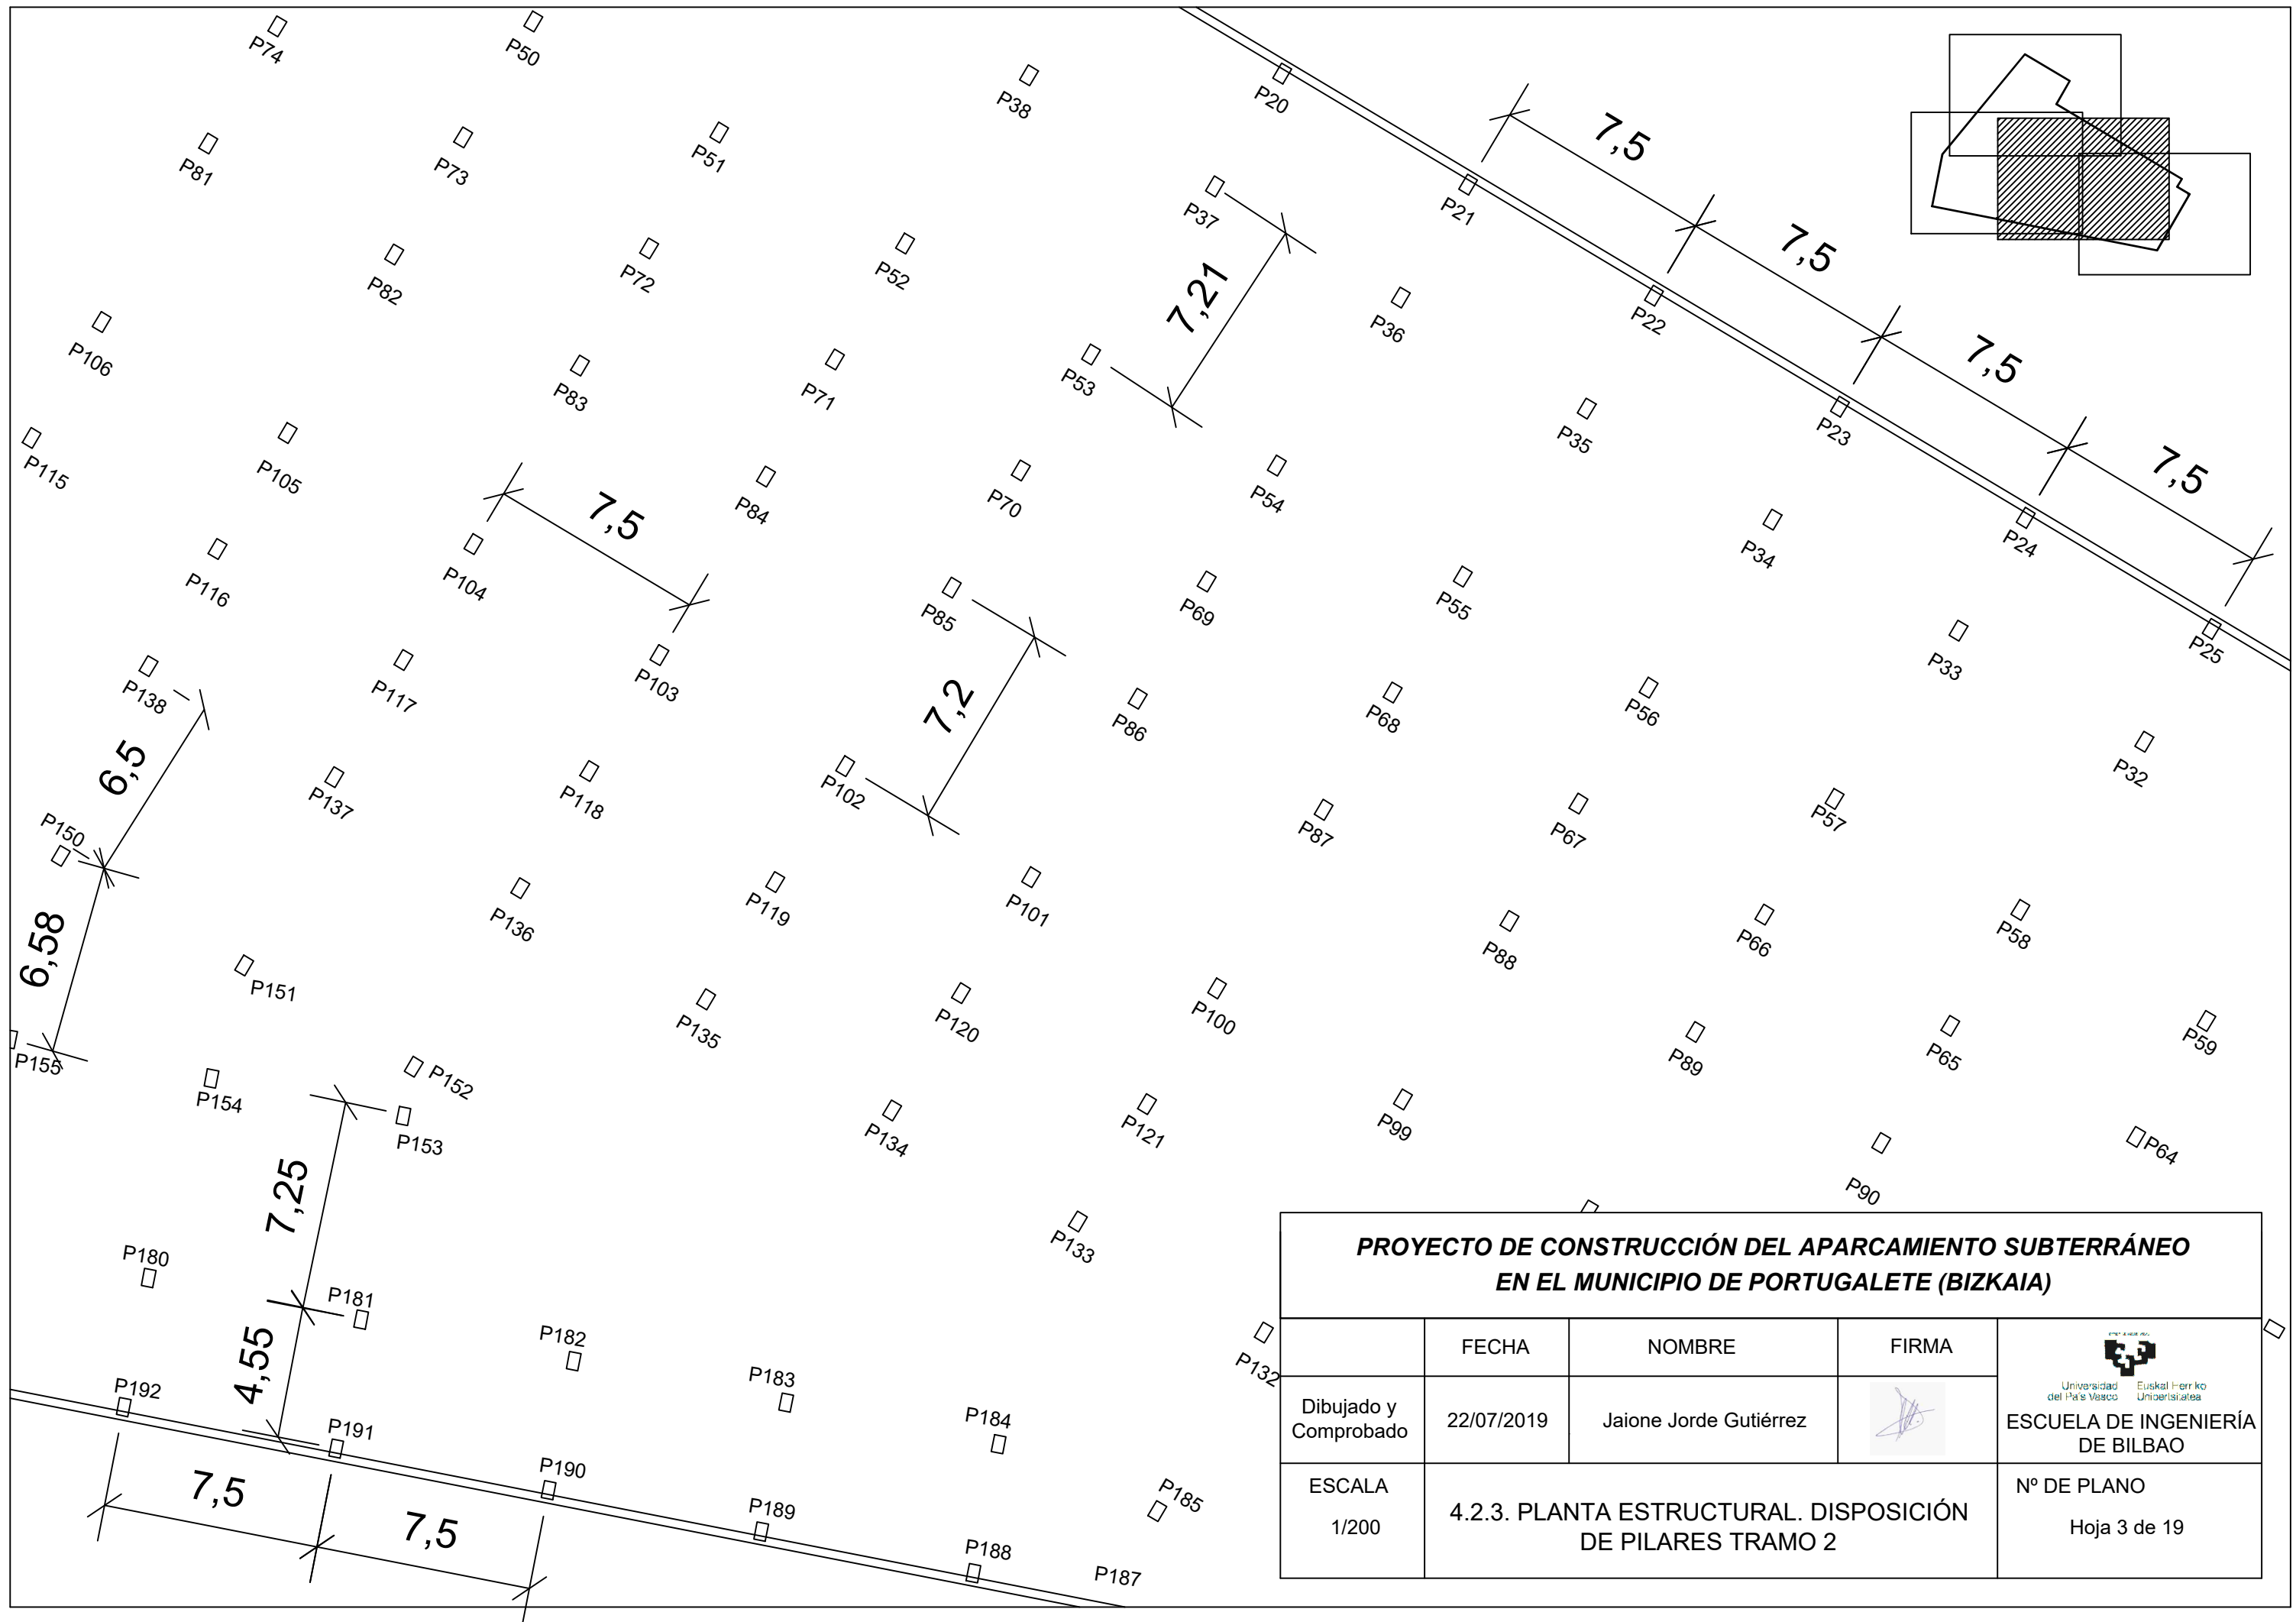 P74
P50
P38
P20
P81
P73
P51
7,5
P37
P21
P82
P72
P52
7,5
P106
P83
P71
P53
7,21
P36
P22
7,5
P115
P105
P84
P70
P54
P35
P23
7,5
P116
P104
7,5
P85
P69
P55
P34
P24
P138
P117
P103
7,2
P86
P68
P56
P33
P25
6,5
P137
P118
P102
P87
P67
P57
P32
P150
P136
P119
P101
P88
P66
P58
6,58
P151
P135
P120
P100
P89
P65
P59
P155
P154
P152
P153
P134
P121
P99
P90
P64
7,25
P133
P180
P181
P182
P183
P184
P132
4,55
P192
P191
P190
P189
P188
P185
P187
7,5
7,5
PROYECTO DE CONSTRUCCIÓN DEL APARCAMIENTO SUBTERRÁNEO
EN EL MUNICIPIO DE PORTUGALETE (BIZKAIA)
FECHA
NOMBRE
FIRMA
Dibujado y
Comprobado
22/07/2019
Jaione Jorde Gutiérrez
Universidad
del País Vasco
Euskal Herriko
Unibertsitatea
ESCUELA DE INGENIERÍA
DE BILBAO
ESCALA
1/200
4.2.3. PLANTA ESTRUCTURAL. DISPOSICIÓN
DE PILARES TRAMO 2
Nº DE PLANO
Hoja 3 de 19